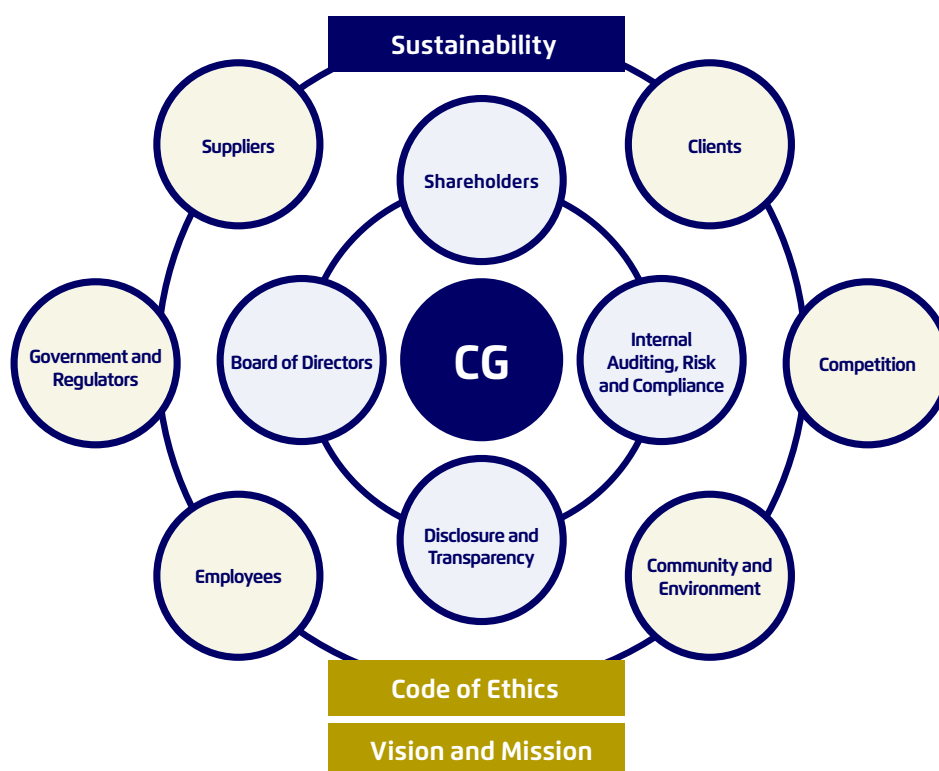 Sustainability
Suppliers
Clients
Shareholders
Government and
Regulators
Board of Directors
CG
Internal
Auditing, Risk
and Compliance
Competition
Disclosure and
Transparency
Employees
Community and
Environment
Code of Ethics
Vision and Mission